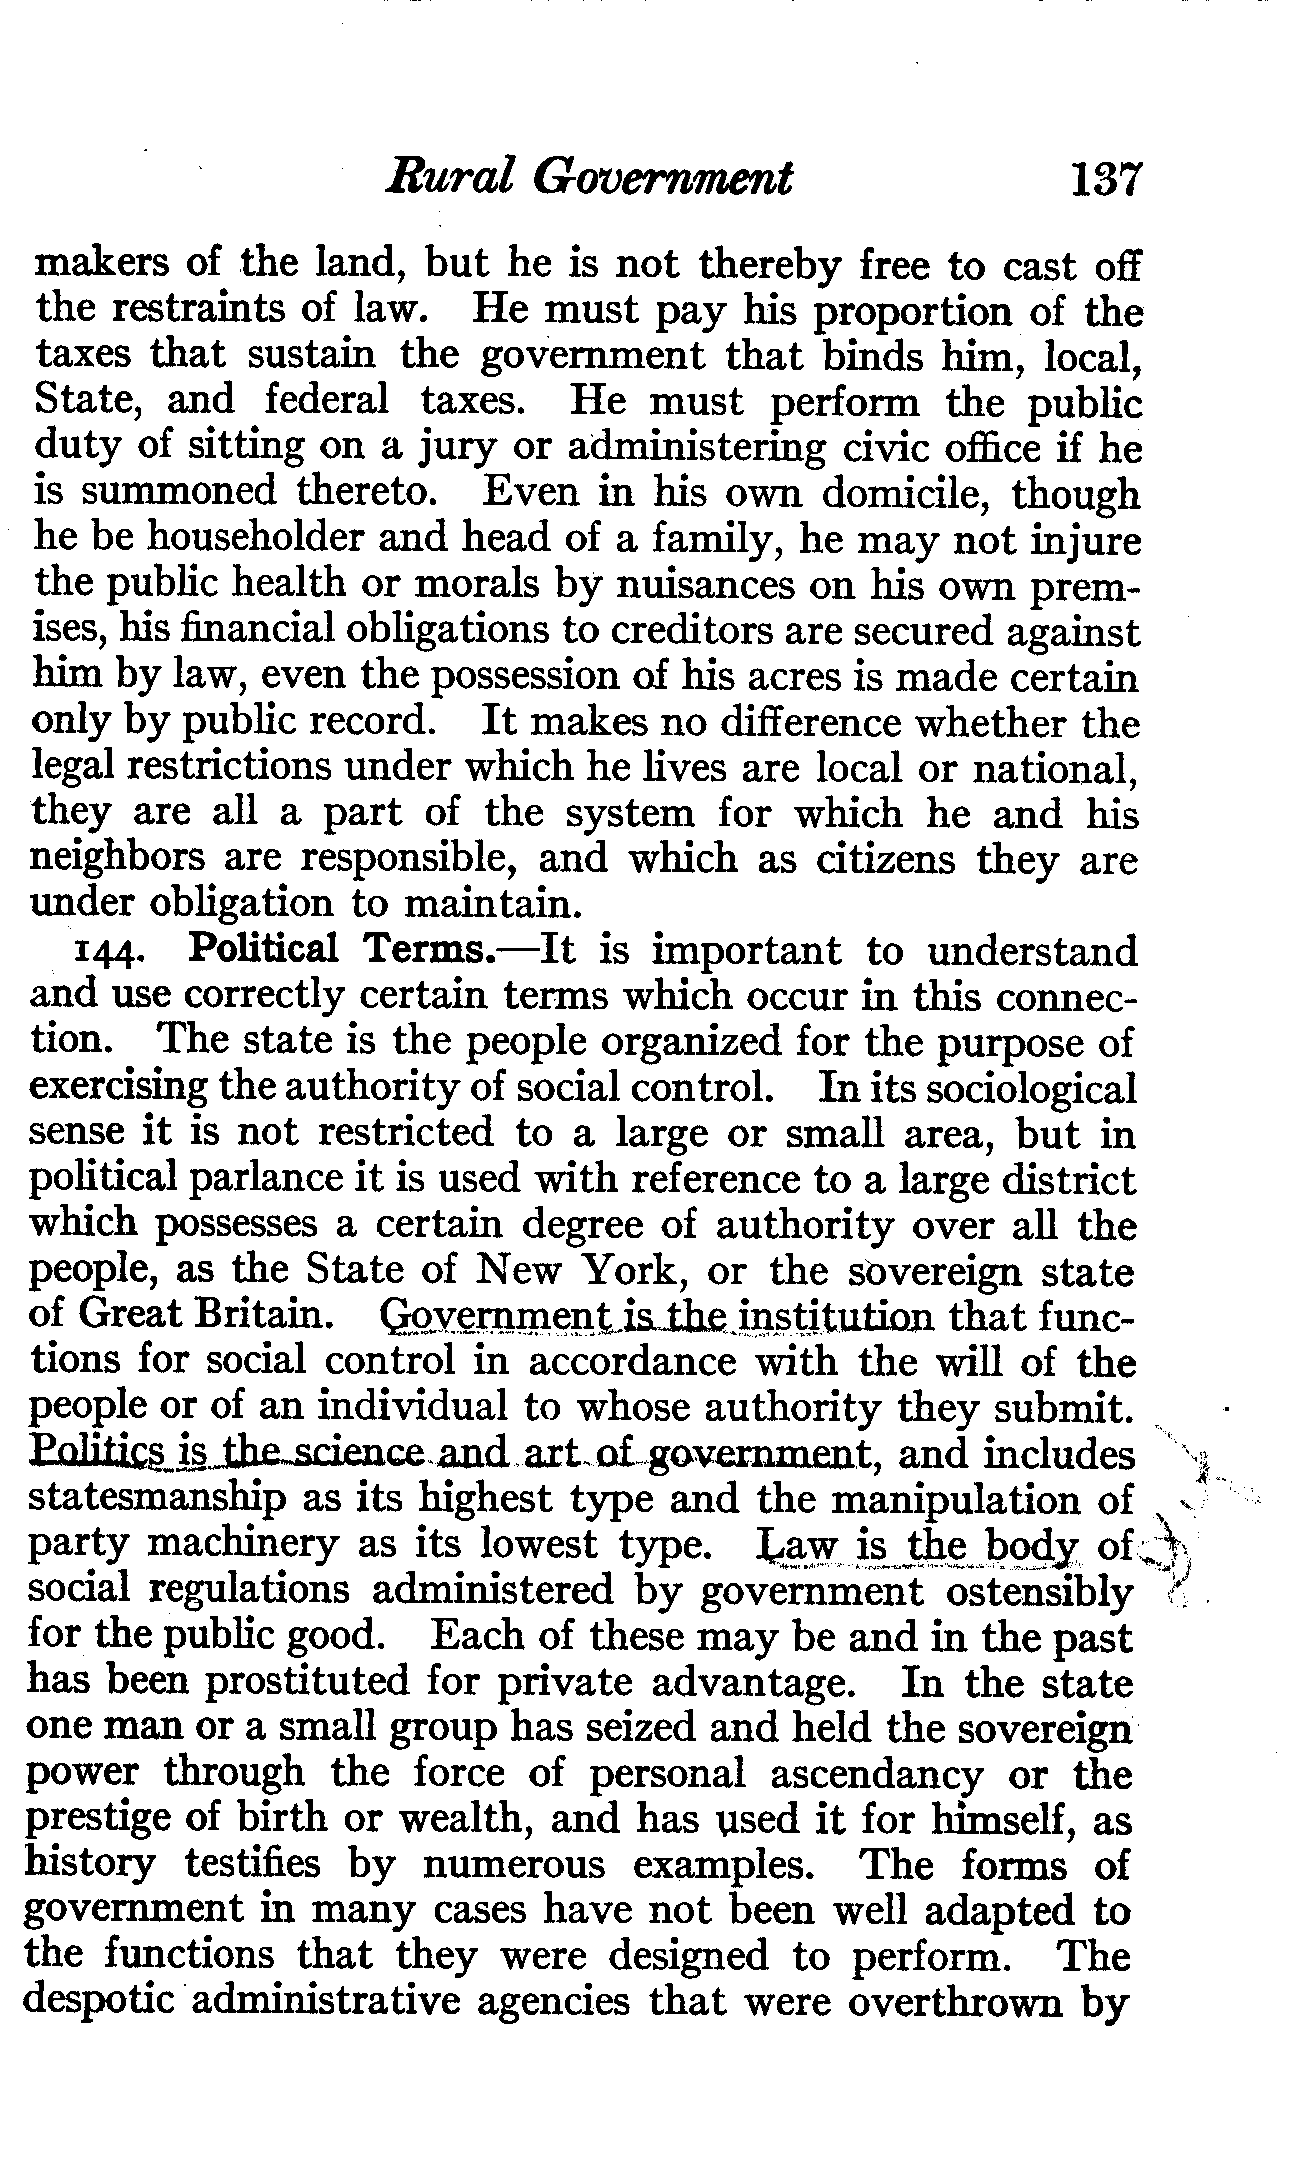 Rural Government 137
makers of the land, but he is not thereby free to cast off
the restraints of law. He must pay his proportion of the
taxes that sustain the government that binds him, local,
State, and federal taxes. He must perform the public
duty of sitting on a jury or administering civic office if he
is summoned thereto. Even in his own domicile, though
he be householder and head of a family, he may not injure
the public health or morals by nuisances on his own prem-
ises, his financial obligations to creditors are secured against
him by law, even the possession of his acres is made certain
only by public record. It makes no difference whether the
legal restrictions under which he lives are local or national,
they are all a part of the system for which he and his
neighbors are responsible, and which as citizens they are
under obligation to maintain.
144. Political Terms.—It is important to understand
and use correctly certain terms which occur in this connec-
tion. The state is the people organized for the purpose of
exercising the authority of social control. In its sociological
sense it is not restricted to a large or small area, but in
political parlance it is used with reference to a large district
which possesses a certain degree of authority over all the
people, as the State of New York, or the sovereign state
of Great Britain. Government is the institution that func-
tions for social control in accordance with the will of the
people or of an individual to whose authority they submit.
Politics is the science and art of government, and includes
statesmanship as its highest type and the manipulation of
party machinery as its lowest type. Law is the body of
social regulations administered by government ostensibly
for the public good. Each of these may be and in the past
has been prostituted for private advantage. In the state
one man or a small group has seized and held the sovereign
power through the force of personal ascendancy or the
prestige of birth or wealth, and has used it for himself, as
history testifies by numerous examples. The forms of
government in many cases have not been well adapted to
the functions that they were designed to perform. The
despotic administrative agencies that were overthrown by